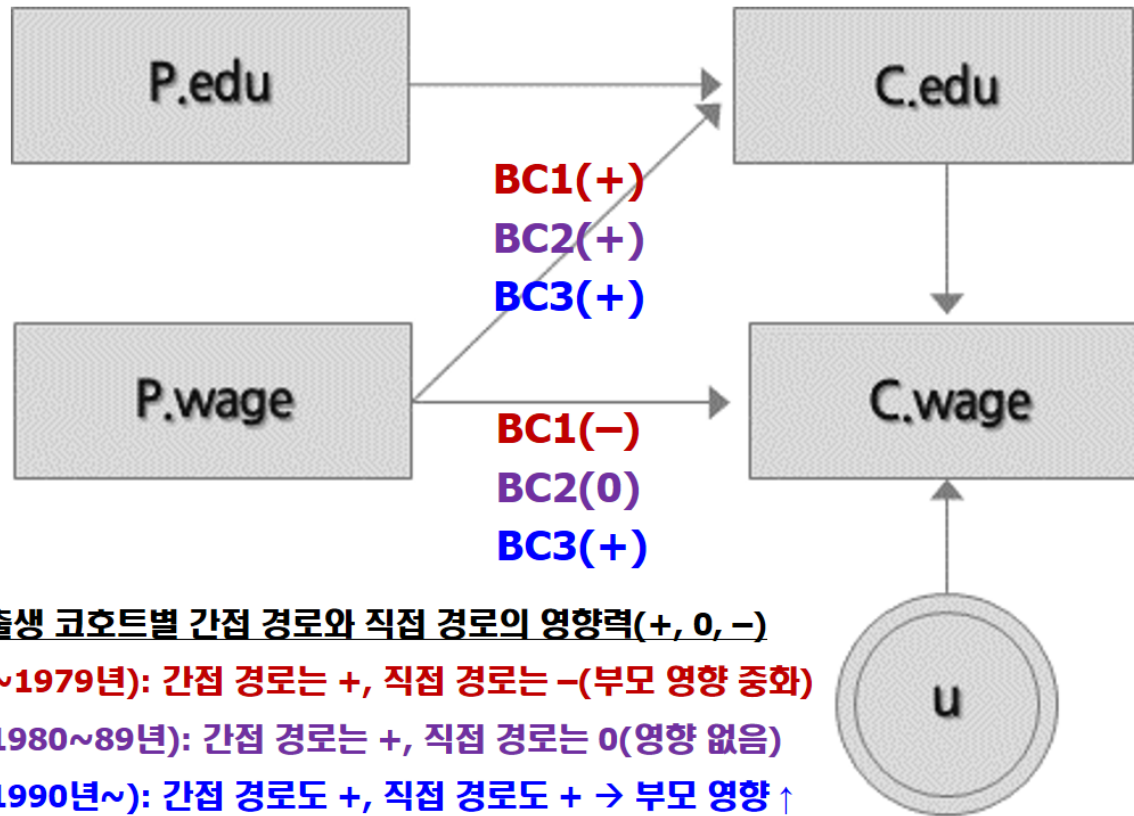 P.edu
C.edu
BC1(+)
BC2(+)
BC3(+)
P.wage
C.wage
BC1(−)
BC2(0)
BC3(+)
출생 코호트별 간접 경로와 직접 경로의 영향력(+, 0, −)
~1979년): 간접 경로는 +, 직접 경로는 −(부모 영향 중화)
1980~89년): 간접 경로는 +, 직접 경로는 0(영향 없음)
1990년~): 간접 경로도 +, 직접 경로도 + → 부모 영향 ↑
u